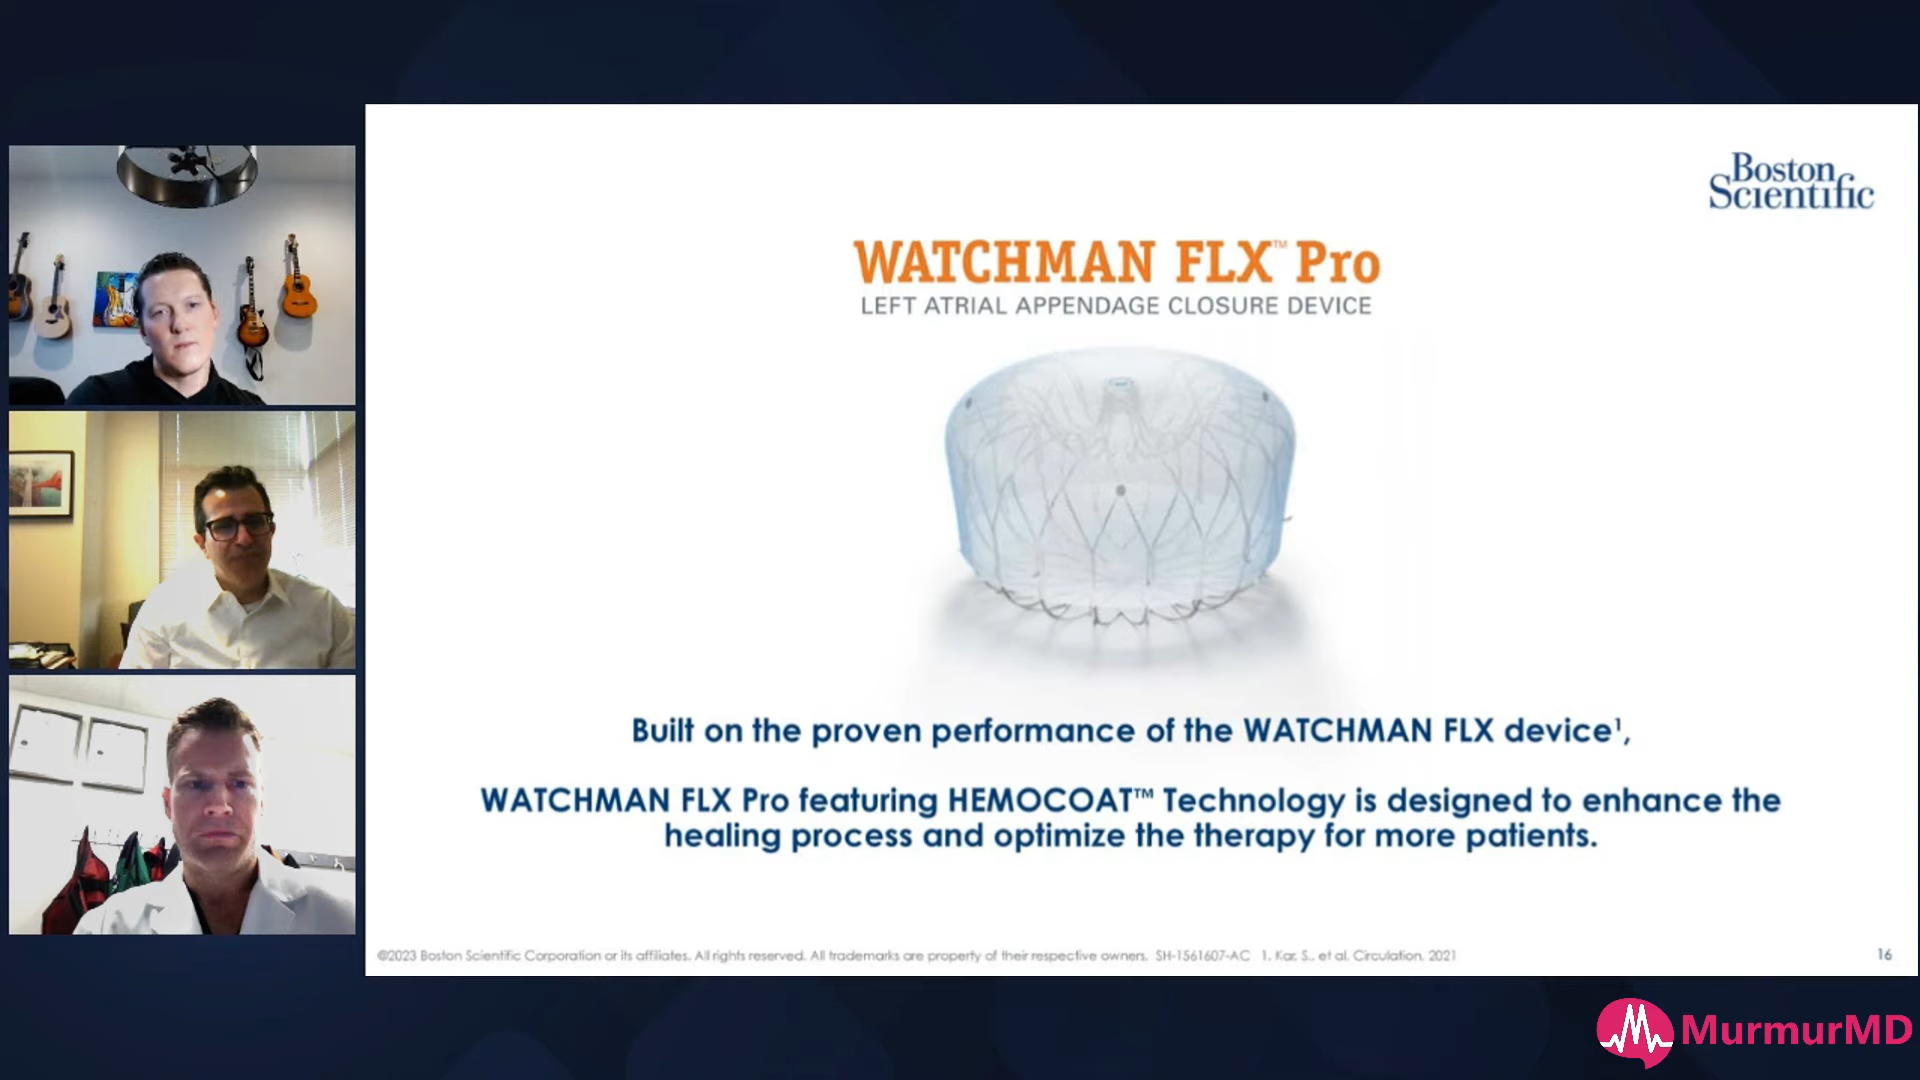 Boston
Scientific
WATCHMAN FLX™ Pro
LEFT ATRIAL APPENDAGE CLOSURE DEVICE
Built on the proven performance of the WATCHMAN FLX device¹,
WATCHMAN FLX Pro featuring HEMOCOAT™ Technology is designed to enhance the
healing process and optimize the therapy for more patients.
©2023 Boston Scientific Corporation or its affiliates. All rights reserved. All trademarks are property of their respective owners. SH-1561607-AC 1. Kar, S., et al. Circulation. 2021
16
MurmurMD